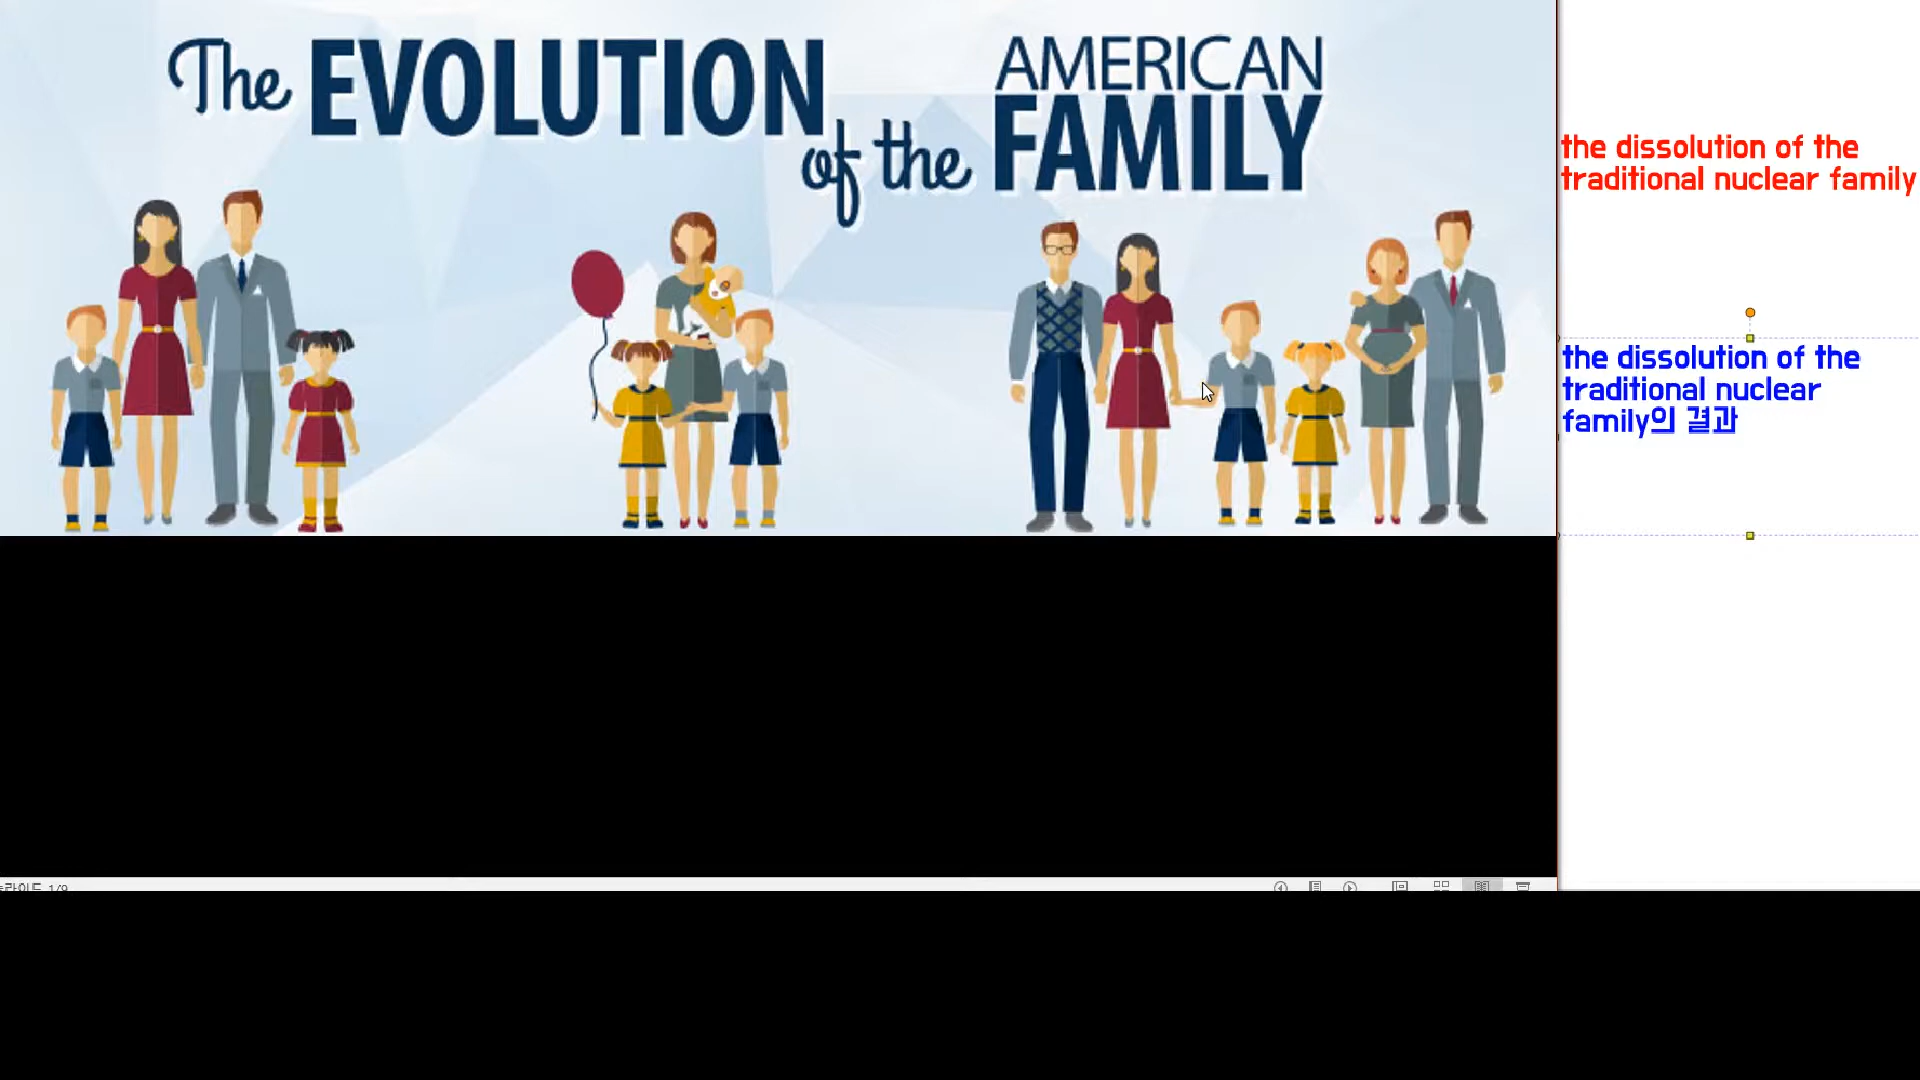 The EVOLUTION of the AMERICAN FAMILY
the dissolution of the
traditional nuclear family
the dissolution of the
traditional nuclear
family의 결과